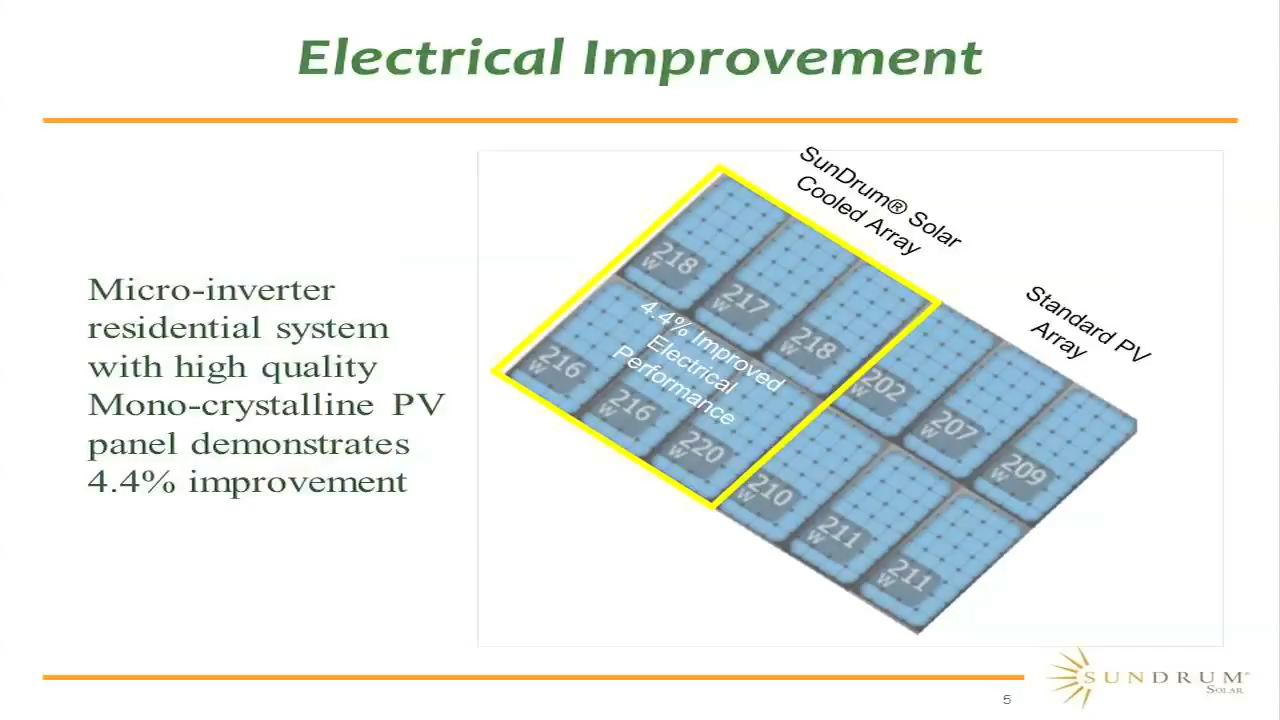 Electrical Improvement
SunDrum® Solar
Cooled Array
Standard PV
Array
Micro-inverter
residential system
with high quality
Mono-crystalline PV
panel demonstrates
4.4% improvement
218
W
217
W
218
W
202
W
207
W
209
W
4.4% Improved
Electrical
Performance
216
W
216
W
220
W
210
W
211
W
211
W
SUNDRUM®
SOLAR
5